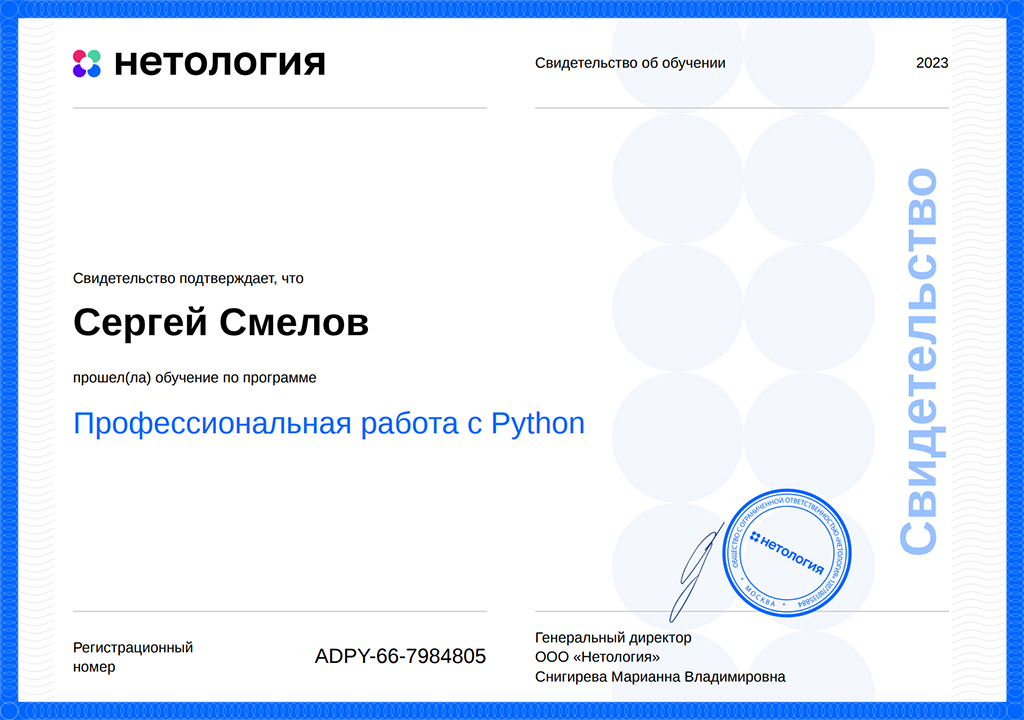 нетология
Свидетельство об обучении
2023
Свидетельство подтверждает, что
Сергей Смелов
прошел(ла) обучение по программе
Профессиональная работа с Python
Свидетельство
ОБЩЕСТВО С ОГРАНИЧЕННОЙ ОТВЕТСТВЕННОСТЬЮ «НЕТОЛОГИЯ»
нетология
МОСКВА
Регистрационный
номер
ADPY-66-7984805
Генеральный директор
ООО «Нетология»
Снигирева Марианна Владимировна